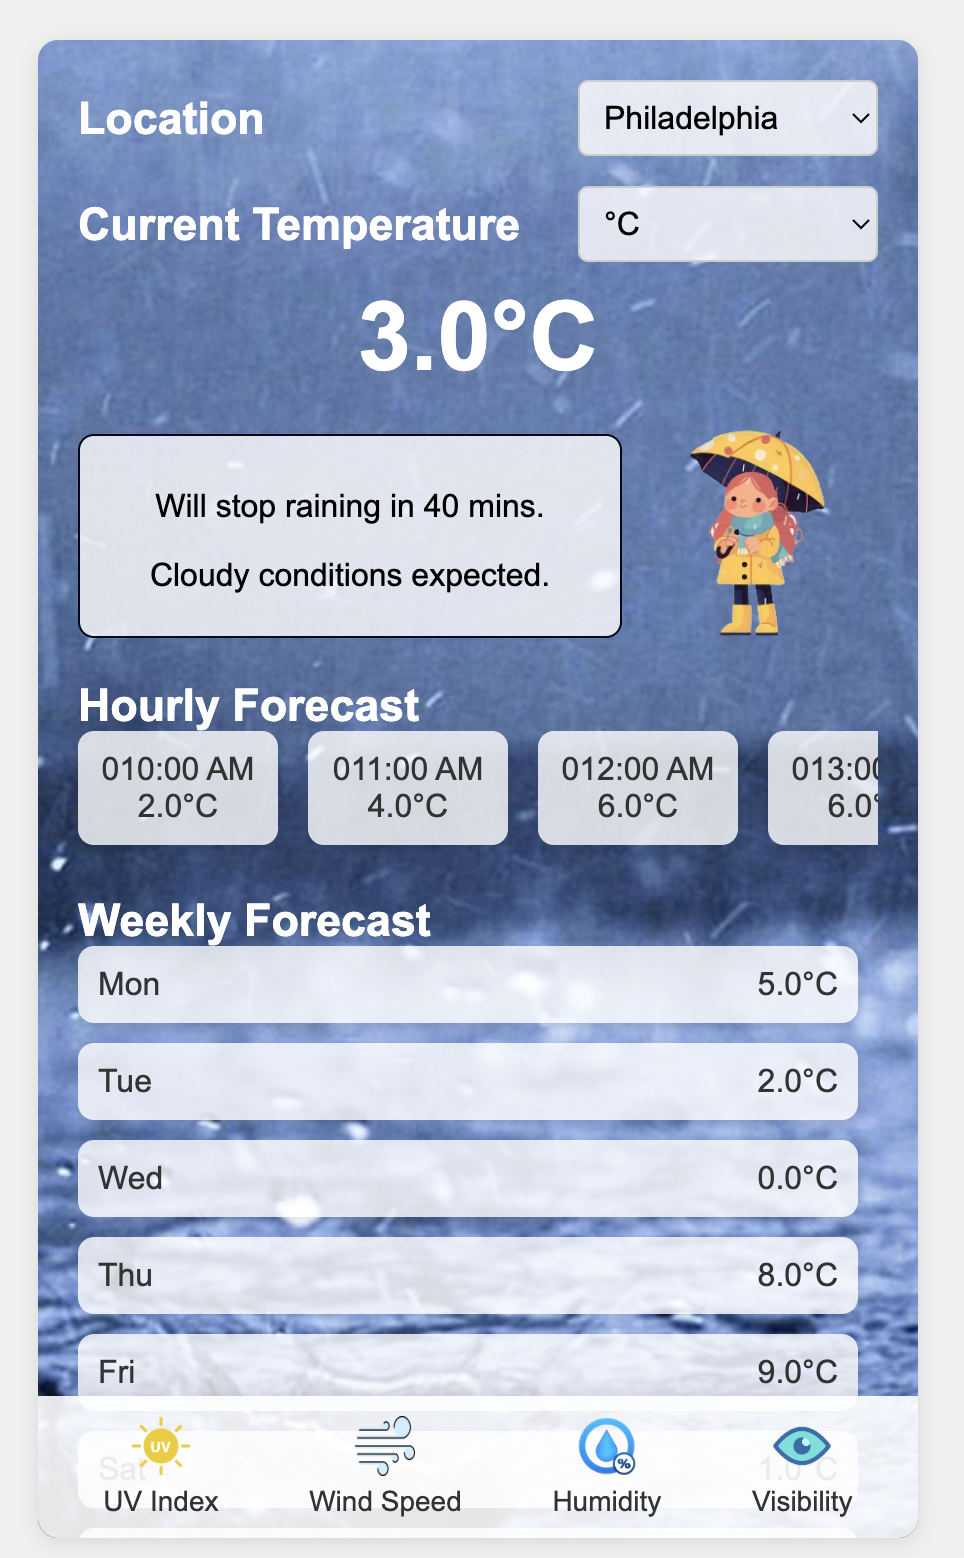 Location
Philadelphia
Current Temperature
°C
3.0°C
Will stop raining in 40 mins.
Cloudy conditions expected.
Hourly Forecast
010:00 AM
2.0°C
011:00 AM
4.0°C
012:00 AM
6.0°C
013:00
6.0°
Weekly Forecast
Mon 5.0°C
Tue 2.0°C
Wed 0.0°C
Thu 8.0°C
Fri 9.0°C
Sat 1.0°C
UV
%
UV Index
Wind Speed
Humidity
Visibility